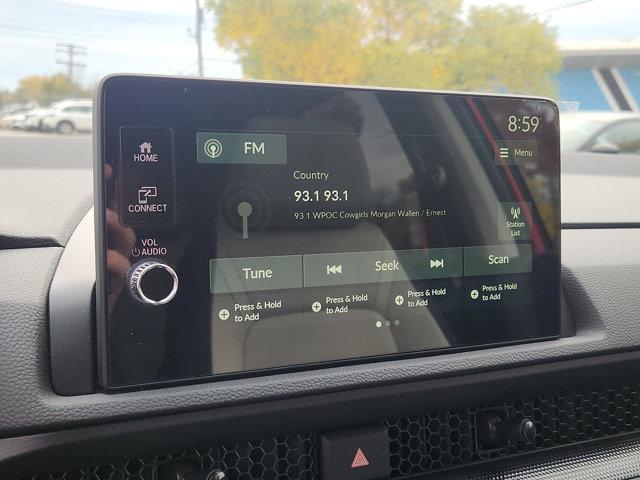 8:59
HOME
FM
Menu
Country
93.1 93.1
CONNECT
93.1 WPOC Cowgirls Morgan Wallen / Ernest
Station
List
VOL
AUDIO
Tune
Seek
Scan
Press & Hold
to Add
Press & Hold
to Add
Press & Hold
to Add
Press & Hold
to Add